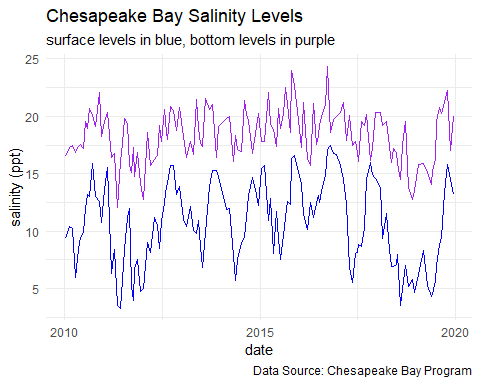 Chesapeake Bay Salinity Levels
surface levels in blue, bottom levels in purple
25
20
15
10
5
salinity (ppt)
2010 2015 2020
date
Data Source: Chesapeake Bay Program